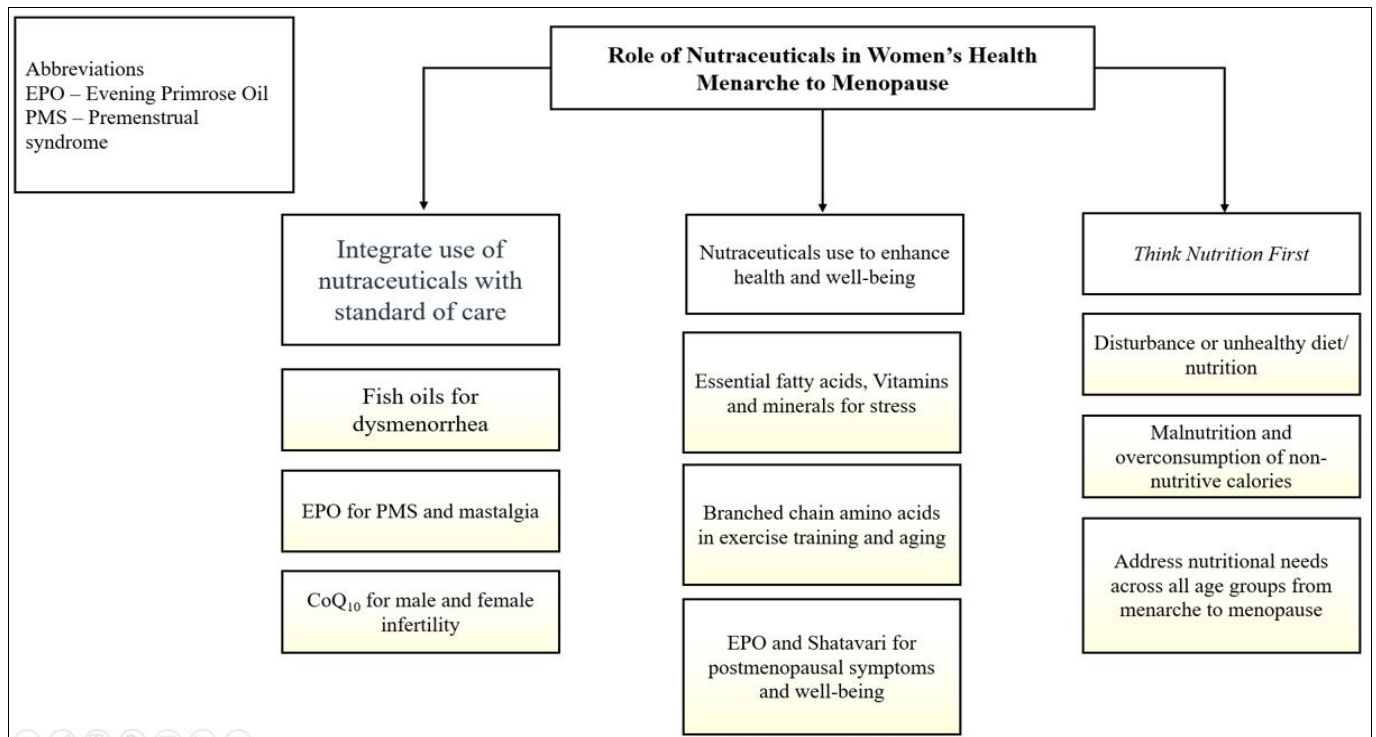 Abbreviations
EPO – Evening Primrose Oil
PMS – Premenstrual
syndrome
Role of Nutraceuticals in Women’s Health
Menarche to Menopause
Integrate use of
nutraceuticals with
standard of care
Fish oils for
dysmenorrhea
EPO for PMS and mastalgia
CoQ₁₀ for male and female
infertility
Nutraceuticals use to enhance
health and well-being
Essential fatty acids, Vitamins
and minerals for stress
Branched chain amino acids
in exercise training and aging
EPO and Shatavari for
postmenopausal symptoms
and well-being
Think Nutrition First
Disturbance or unhealthy diet/
nutrition
Malnutrition and
overconsumption of non-
nutritive calories
Address nutritional needs
across all age groups from
menarche to menopause